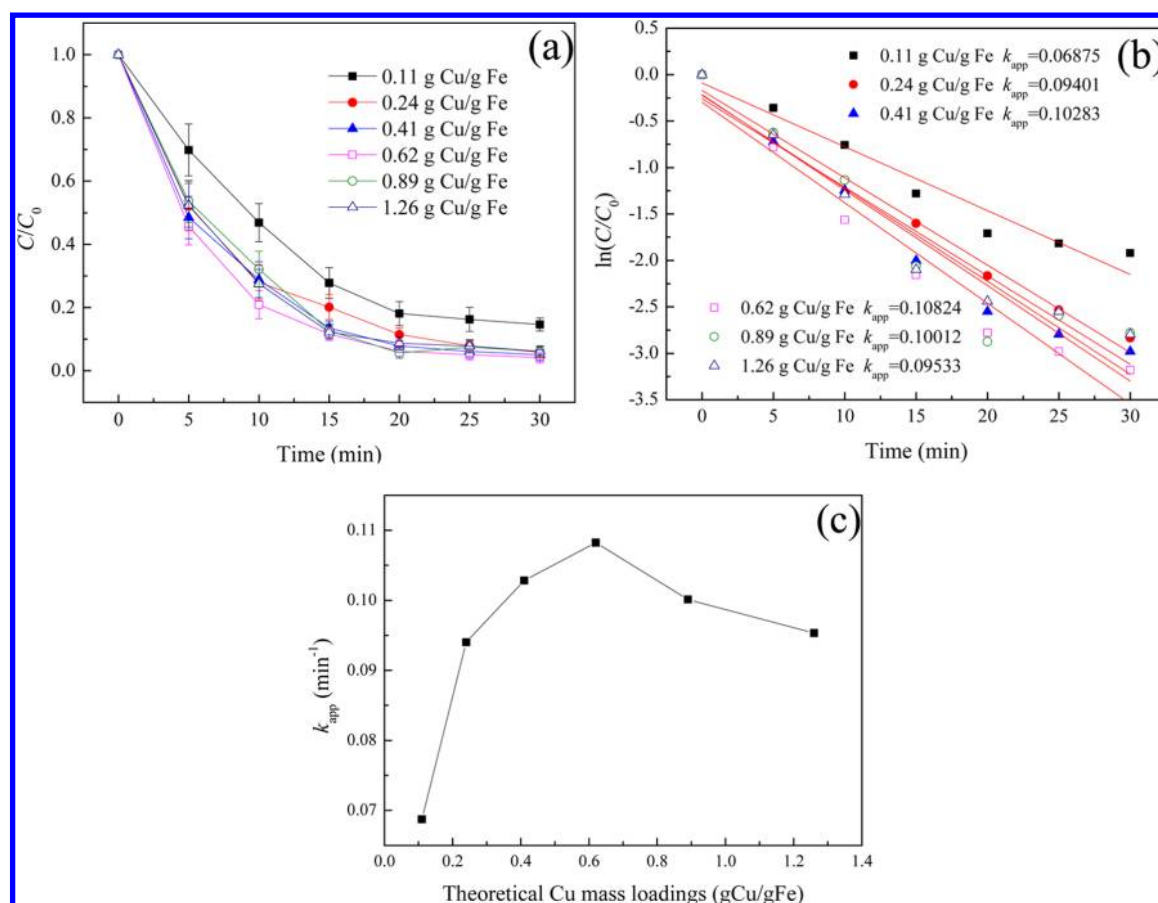 (a)
1.0
0.8
0.6
0.4
0.2
0.0
C/C₀
0.11 g Cu/g Fe
0.24 g Cu/g Fe
0.41 g Cu/g Fe
0.62 g Cu/g Fe
0.89 g Cu/g Fe
1.26 g Cu/g Fe
0 5 10 15 20 25 30
Time (min)
(b)
0.0
-0.5
-1.0
-1.5
-2.0
-2.5
-3.0
-3.5
ln(C/C₀)
0.11 g Cu/g Fe kapp=0.06875
0.24 g Cu/g Fe kapp=0.09401
0.41 g Cu/g Fe kapp=0.10283
0.62 g Cu/g Fe kapp=0.10824
0.89 g Cu/g Fe kapp=0.10012
1.26 g Cu/g Fe kapp=0.09533
0 5 10 15 20 25 30
Time (min)
(c)
0.11
0.10
0.09
0.08
0.07
kapp (min⁻¹)
0.0 0.2 0.4 0.6 0.8 1.0 1.2 1.4
Theoretical Cu mass loadings (gCu/gFe)